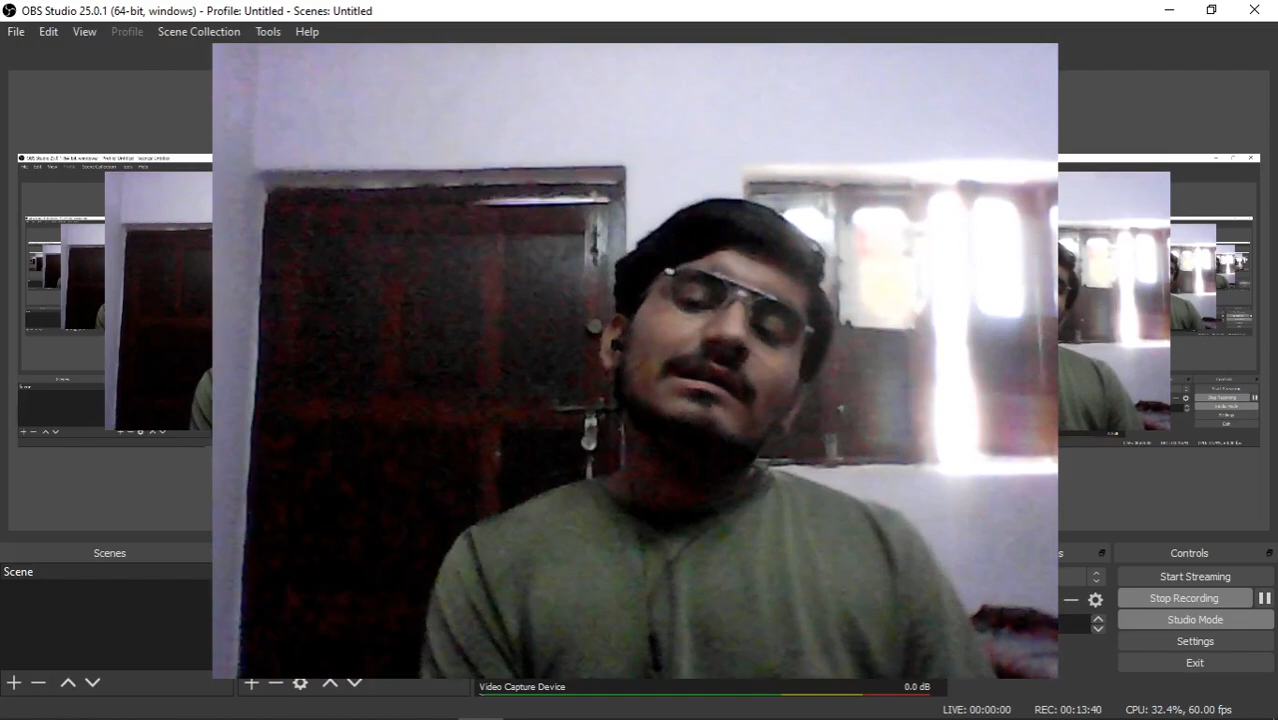 OBS Studio 25.0.1 (64-bit, windows) - Profile: Untitled - Scenes: Untitled
File Edit View Profile Scene Collection Tools Help
Scenes
Controls
Scene
Start Streaming
Stop Recording
Studio Mode
Settings
Exit
Video Capture Device 0.0 dB
LIVE: 00:00:00 REC: 00:13:40 CPU: 32.4%, 60.00 fps